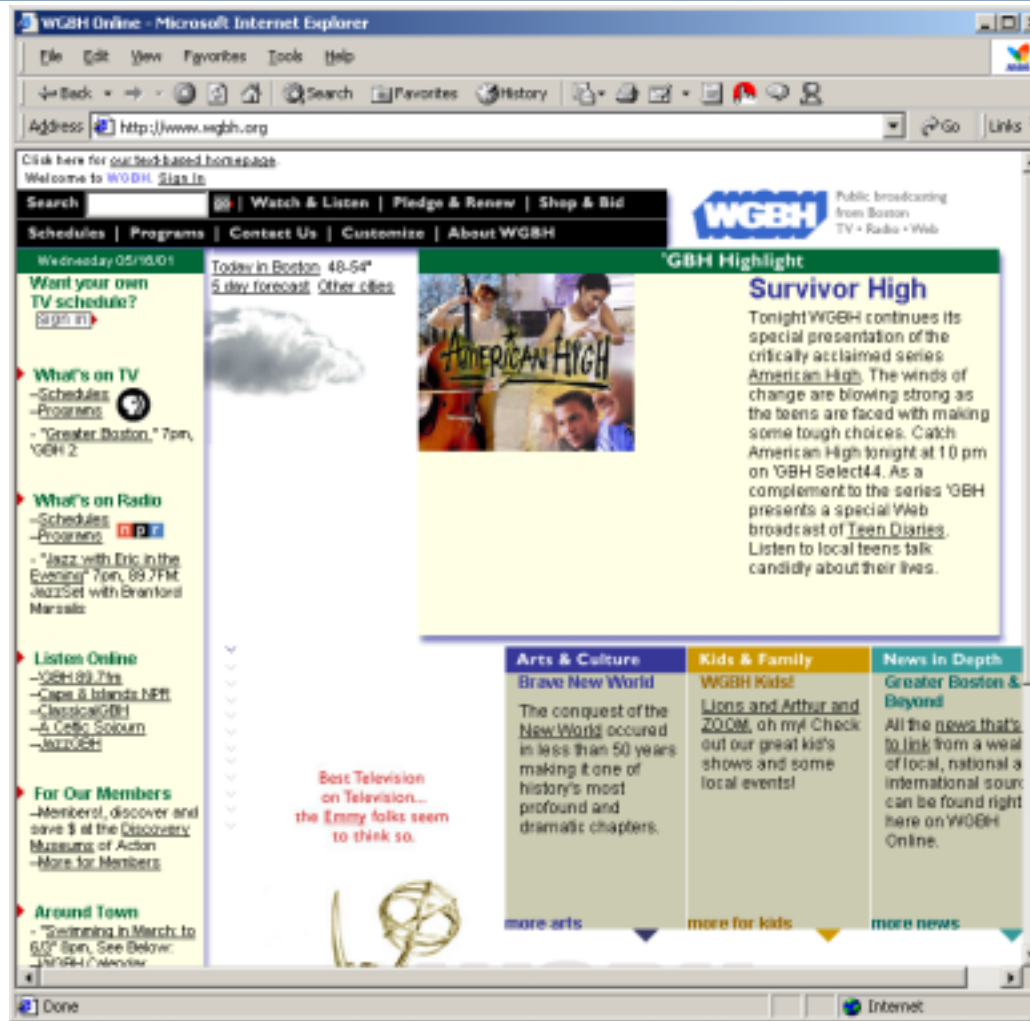 WGBH Online - Microsoft Internet Explorer
File Edit View Favorites Tools Help
Back Search Favorites History
Address http://www.wgbh.org Go Links
Click here for our text-based homepage.
Welcome to WGBH. Sign In
Search go | Watch & Listen | Pledge & Renew | Shop & Bid
Schedules | Programs | Contact Us | Customize | About WGBH
WGBH
Public broadcasting
from Boston
TV • Radio • Web
Wednesday 05/16/01
Want your own
TV schedule?
Sign in
What's on TV
–Schedules
–Programs
- "Greater Boston," 7pm,
'GBH 2
What's on Radio
–Schedules
–Programs
npr
- "Jazz with Eric in the
Evening" 7pm, 89.7FM:
JazzSet with Branford
Marsalis
Listen Online
–'GBH 89.7fm
–Cape & Islands NPR
–ClassicalGBH
–A Celtic Sojourn
–JazzGBH
For Our Members
–Members!, discover and
save $ at the Discovery
Museums of Acton
–More for Members
Around Town
- "Swimming in March: to
6/3" 8pm, See Below:
–WGBH Calendar
Today in Boston 48-54°
5 day forecast Other cities
'GBH Highlight
AMERICAN HIGH
Survivor High
Tonight WGBH continues its
special presentation of the
critically acclaimed series
American High. The winds of
change are blowing strong as
the teens are faced with making
some tough choices. Catch
American High tonight at 10 pm
on 'GBH Select44. As a
complement to the series 'GBH
presents a special Web
broadcast of Teen Diaries.
Listen to local teens talk
candidly about their lives.
Best Television
on Television...
the Emmy folks seem
to think so.
Arts & Culture
Brave New World
The conquest of the
New World occured
in less than 50 years
making it one of
history's most
profound and
dramatic chapters.
more arts
Kids & Family
WGBH Kids!
Lions and Arthur and
ZOOM, oh my! Check
out our great kid's
shows and some
local events!
more for kids
News in Depth
Greater Boston &
Beyond
All the news that's
to link from a weal
of local, national a
international sourc
can be found right
here on WGBH
Online.
more news
Done
Internet